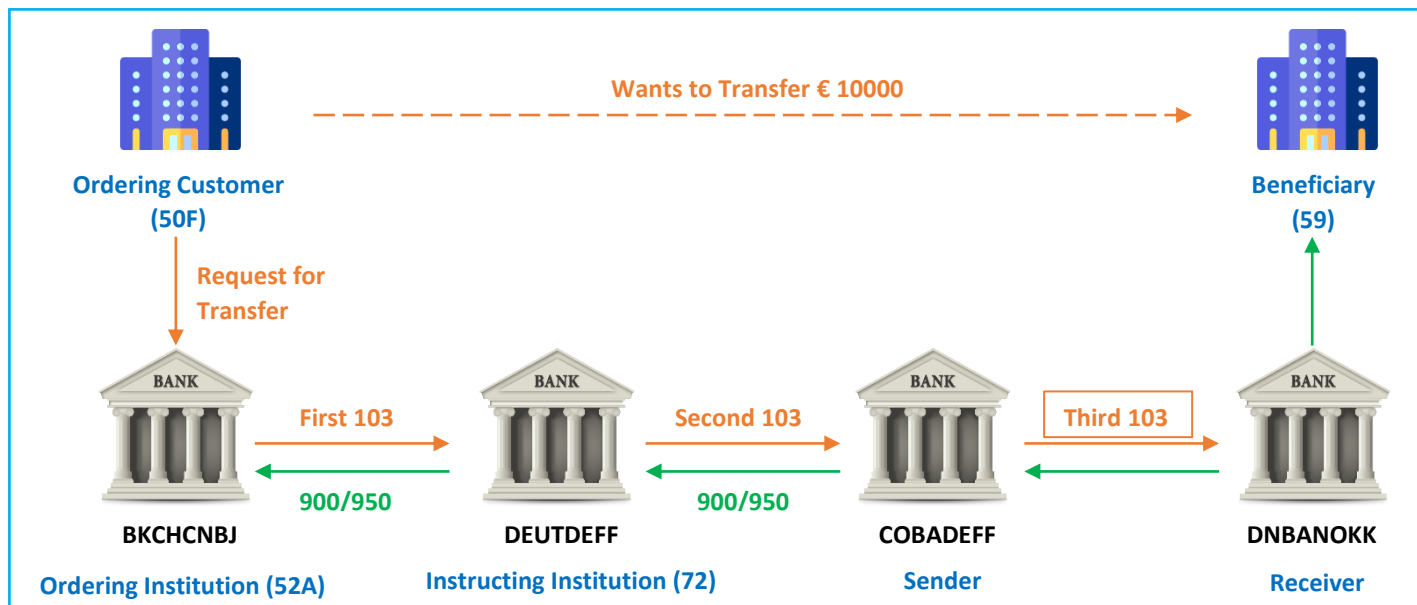 Wants to Transfer € 10000
Ordering Customer
(50F)
Beneficiary
(59)
Request for
Transfer
BANK
BANK
BANK
BANK
First 103
Second 103
Third 103
900/950
900/950
BKCHCNBJ
DEUTDEFF
COBADEFF
DNBANOKK
Ordering Institution (52A)
Instructing Institution (72)
Sender
Receiver